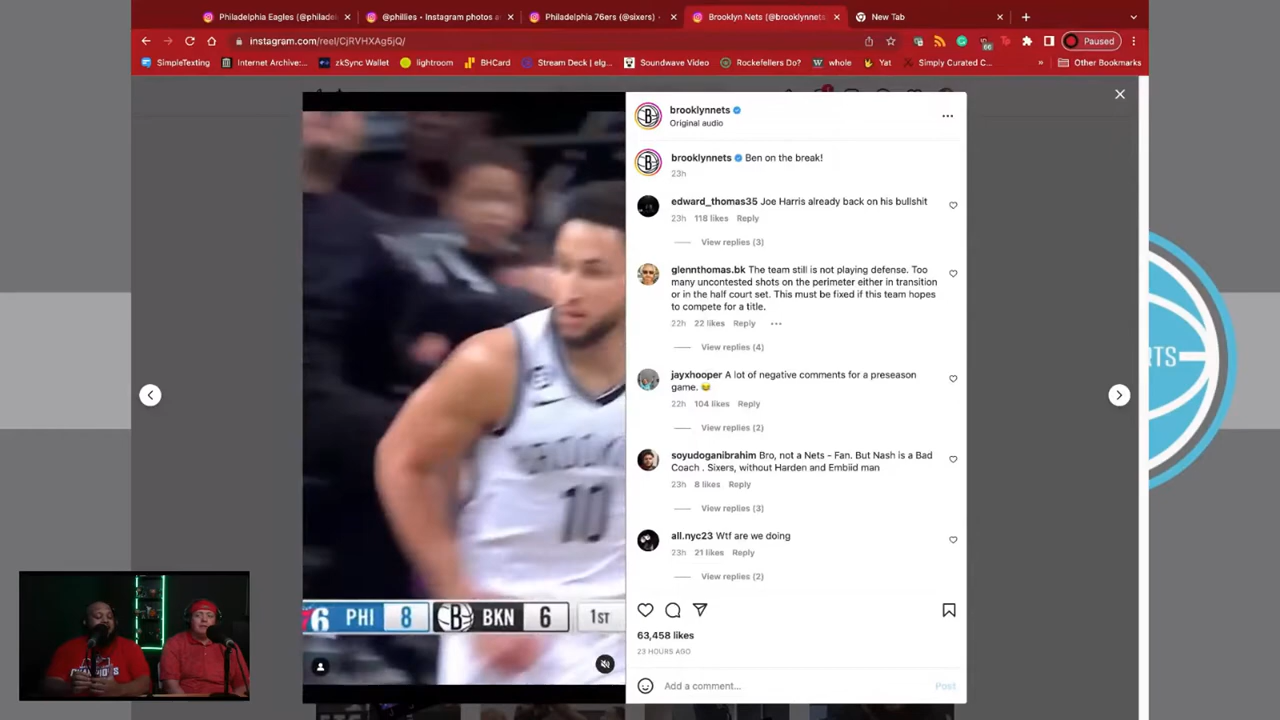 Philadelphia Eagles (@philadel
@phillies • Instagram photos a
Philadelphia 76ers (@sixers) •
Brooklyn Nets (@brooklynnets
New Tab
instagram.com/reel/CjRVHXAg5jQ/
Paused
SimpleTexting
Internet Archive:...
zkSync Wallet
lightroom
BHCard
Stream Deck | elg...
Soundwave Video
Rockefellers Do?
whole
Yat
Simply Curated C...
»
Other Bookmarks
brooklynnets
Original audio
brooklynnets Ben on the break!
23h
edward_thomas35 Joe Harris already back on his bullshit
23h 118 likes Reply
View replies (3)
glennthomas.bk The team still is not playing defense. Too
many uncontested shots on the perimeter either in transition
or in the half court set. This must be fixed if this team hopes
to compete for a title.
22h 22 likes Reply
View replies (4)
jayxhooper A lot of negative comments for a preseason
game. 😂
22h 104 likes Reply
View replies (2)
soyudoganibrahim Bro, not a Nets - Fan. But Nash is a Bad
Coach . Sixers, without Harden and Embiid man
23h 8 likes Reply
View replies (3)
all.nyc23 Wtf are we doing
23h 21 likes Reply
View replies (2)
10
PHI 8 B BKN 6 1ST
63,458 likes
23 HOURS AGO
Add a comment...
Post